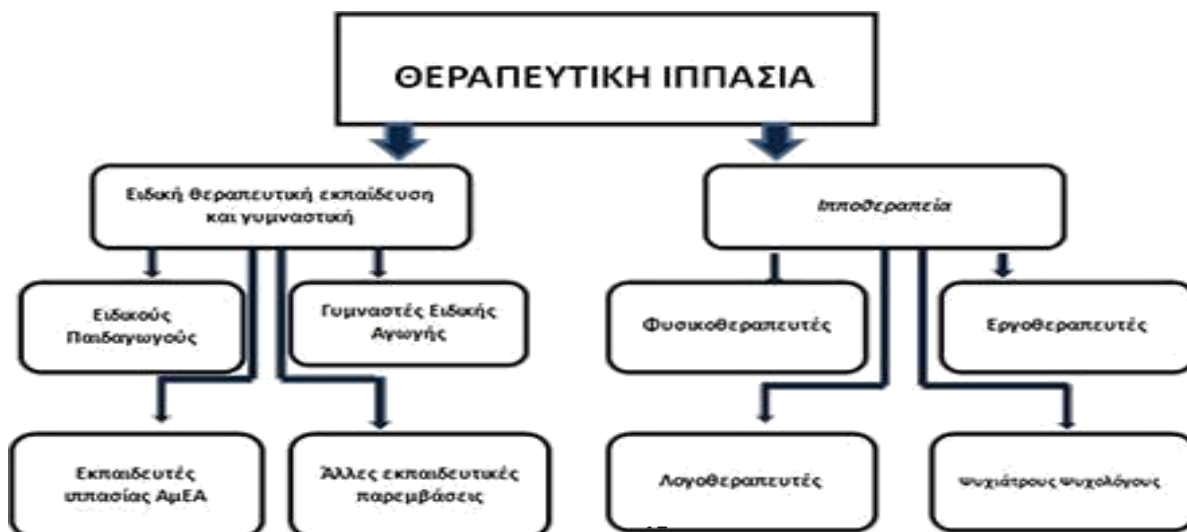 ΘΕΡΑΠΕΥΤΙΚΗ ΙΠΠΑΣΙΑ
Ειδική θεραπευτική εκπαίδευση
και γυμναστική
Ιπποθεραπεία
Ειδικούς
Παιδαγωγούς
Γυμναστές Ειδικής
Αγωγής
Φυσικοθεραπευτές
Εργοθεραπευτές
Εκπαιδευτές
ιππασίας ΑμΕΑ
Άλλες εκπαιδευτικές
παρεμβάσεις
Λογοθεραπευτές
Ψυχιάτρους Ψυχολόγους